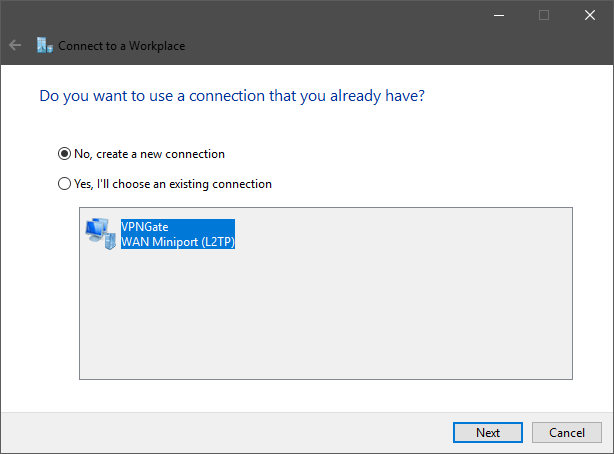 Connect to a Workplace
Do you want to use a connection that you already have?
No, create a new connection
Yes, I'll choose an existing connection
VPNGate
WAN Miniport (L2TP)
Next
Cancel